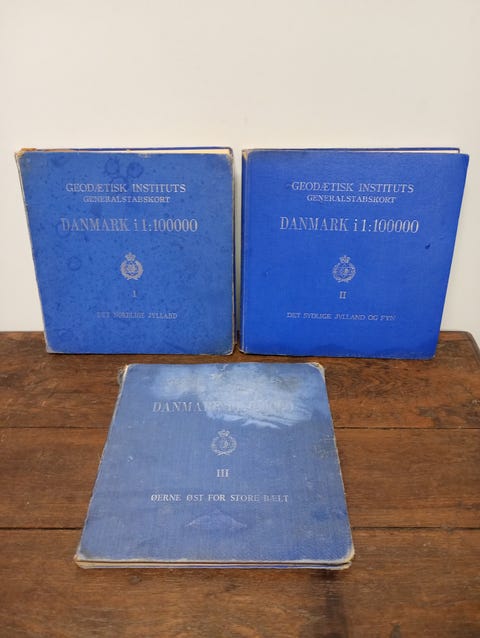 GEODÆTISK INSTITUTS
GENERALSTABSKORT
DANMARK i 1:100000
I
DET NORDLIGE JYLLAND
GEODÆTISK INSTITUTS
GENERALSTABSKORT
DANMARK i 1:100000
II
DET SYDLIGE JYLLAND OG FYN
DANMARK
III
ØERNE ØST FOR STORE BÆLT